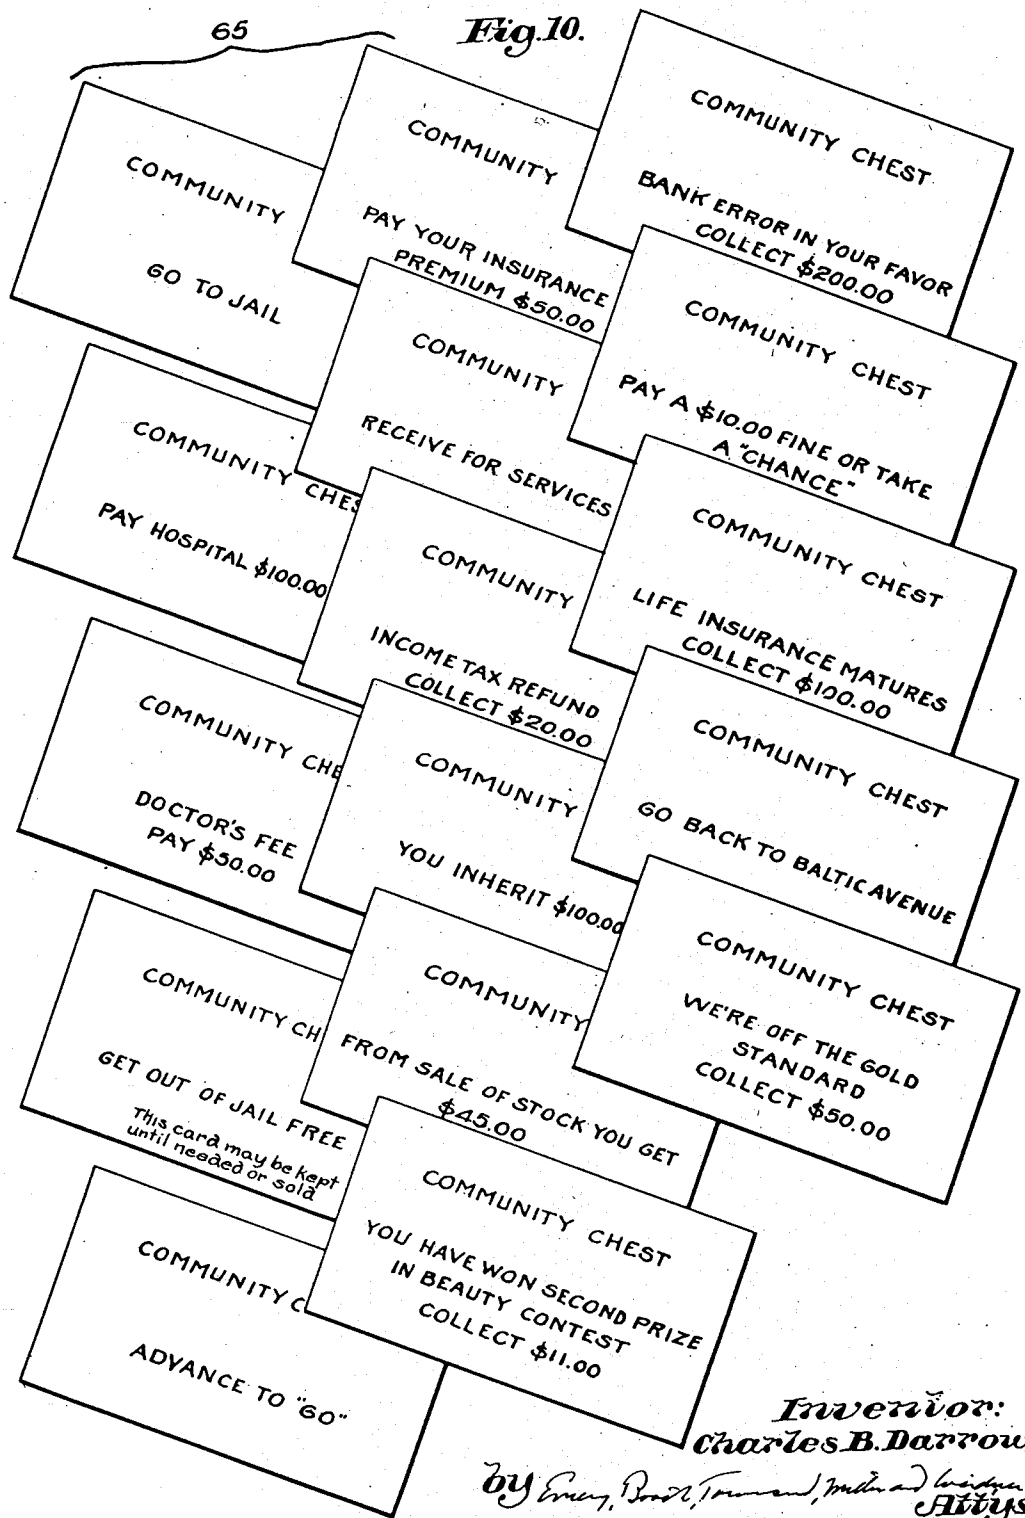 65
Fig.10.
COMMUNITY
GO TO JAIL
COMMUNITY CHES
PAY HOSPITAL $100.00
COMMUNITY CHE
DOCTOR'S FEE
PAY $50.00
COMMUNITY CH
GET OUT OF JAIL FREE
This card may be kept
until needed or sold
COMMUNITY C
ADVANCE TO "GO"
COMMUNITY
PAY YOUR INSURANCE
PREMIUM $50.00
COMMUNITY
RECEIVE FOR SERVICES
COMMUNITY
INCOME TAX REFUND
COLLECT $20.00
COMMUNITY
YOU INHERIT $100.00
COMMUNITY
FROM SALE OF STOCK YOU GET
$45.00
COMMUNITY CHEST
YOU HAVE WON SECOND PRIZE
IN BEAUTY CONTEST
COLLECT $11.00
COMMUNITY CHEST
BANK ERROR IN YOUR FAVOR
COLLECT $200.00
COMMUNITY CHEST
PAY A $10.00 FINE OR TAKE
A "CHANCE"
COMMUNITY CHEST
LIFE INSURANCE MATURES
COLLECT $100.00
COMMUNITY CHEST
GO BACK TO BALTIC AVENUE
COMMUNITY CHEST
WE'RE OFF THE GOLD
STANDARD
COLLECT $50.00
Inventor:
Charles B. Darrow
by Emery, Booth, Townsend, Miller and Weidner
Attys